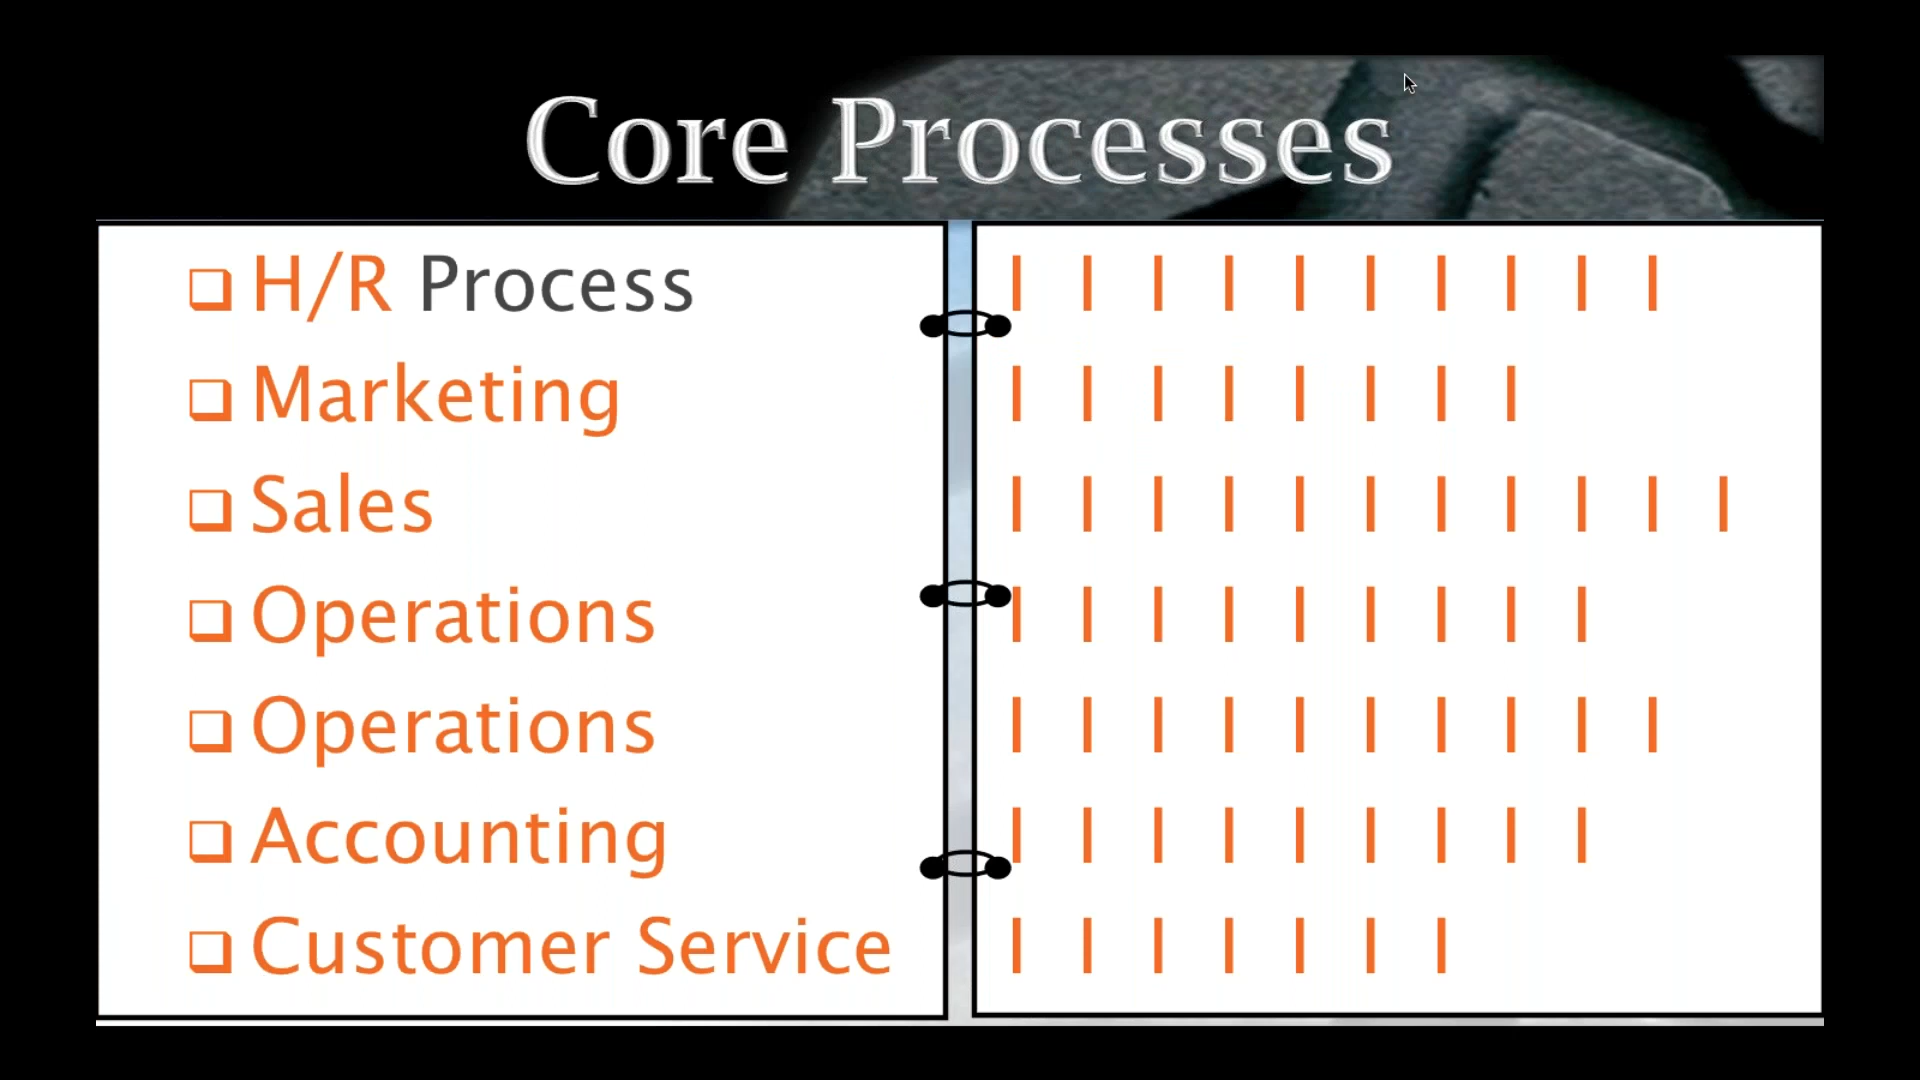 Core Processes
H/R Process | | | | | | | | | |
Marketing | | | | | | | |
Sales | | | | | | | | | | |
Operations | | | | | | | | |
Operations | | | | | | | | | |
Accounting | | | | | | | | |
Customer Service | | | | | | |